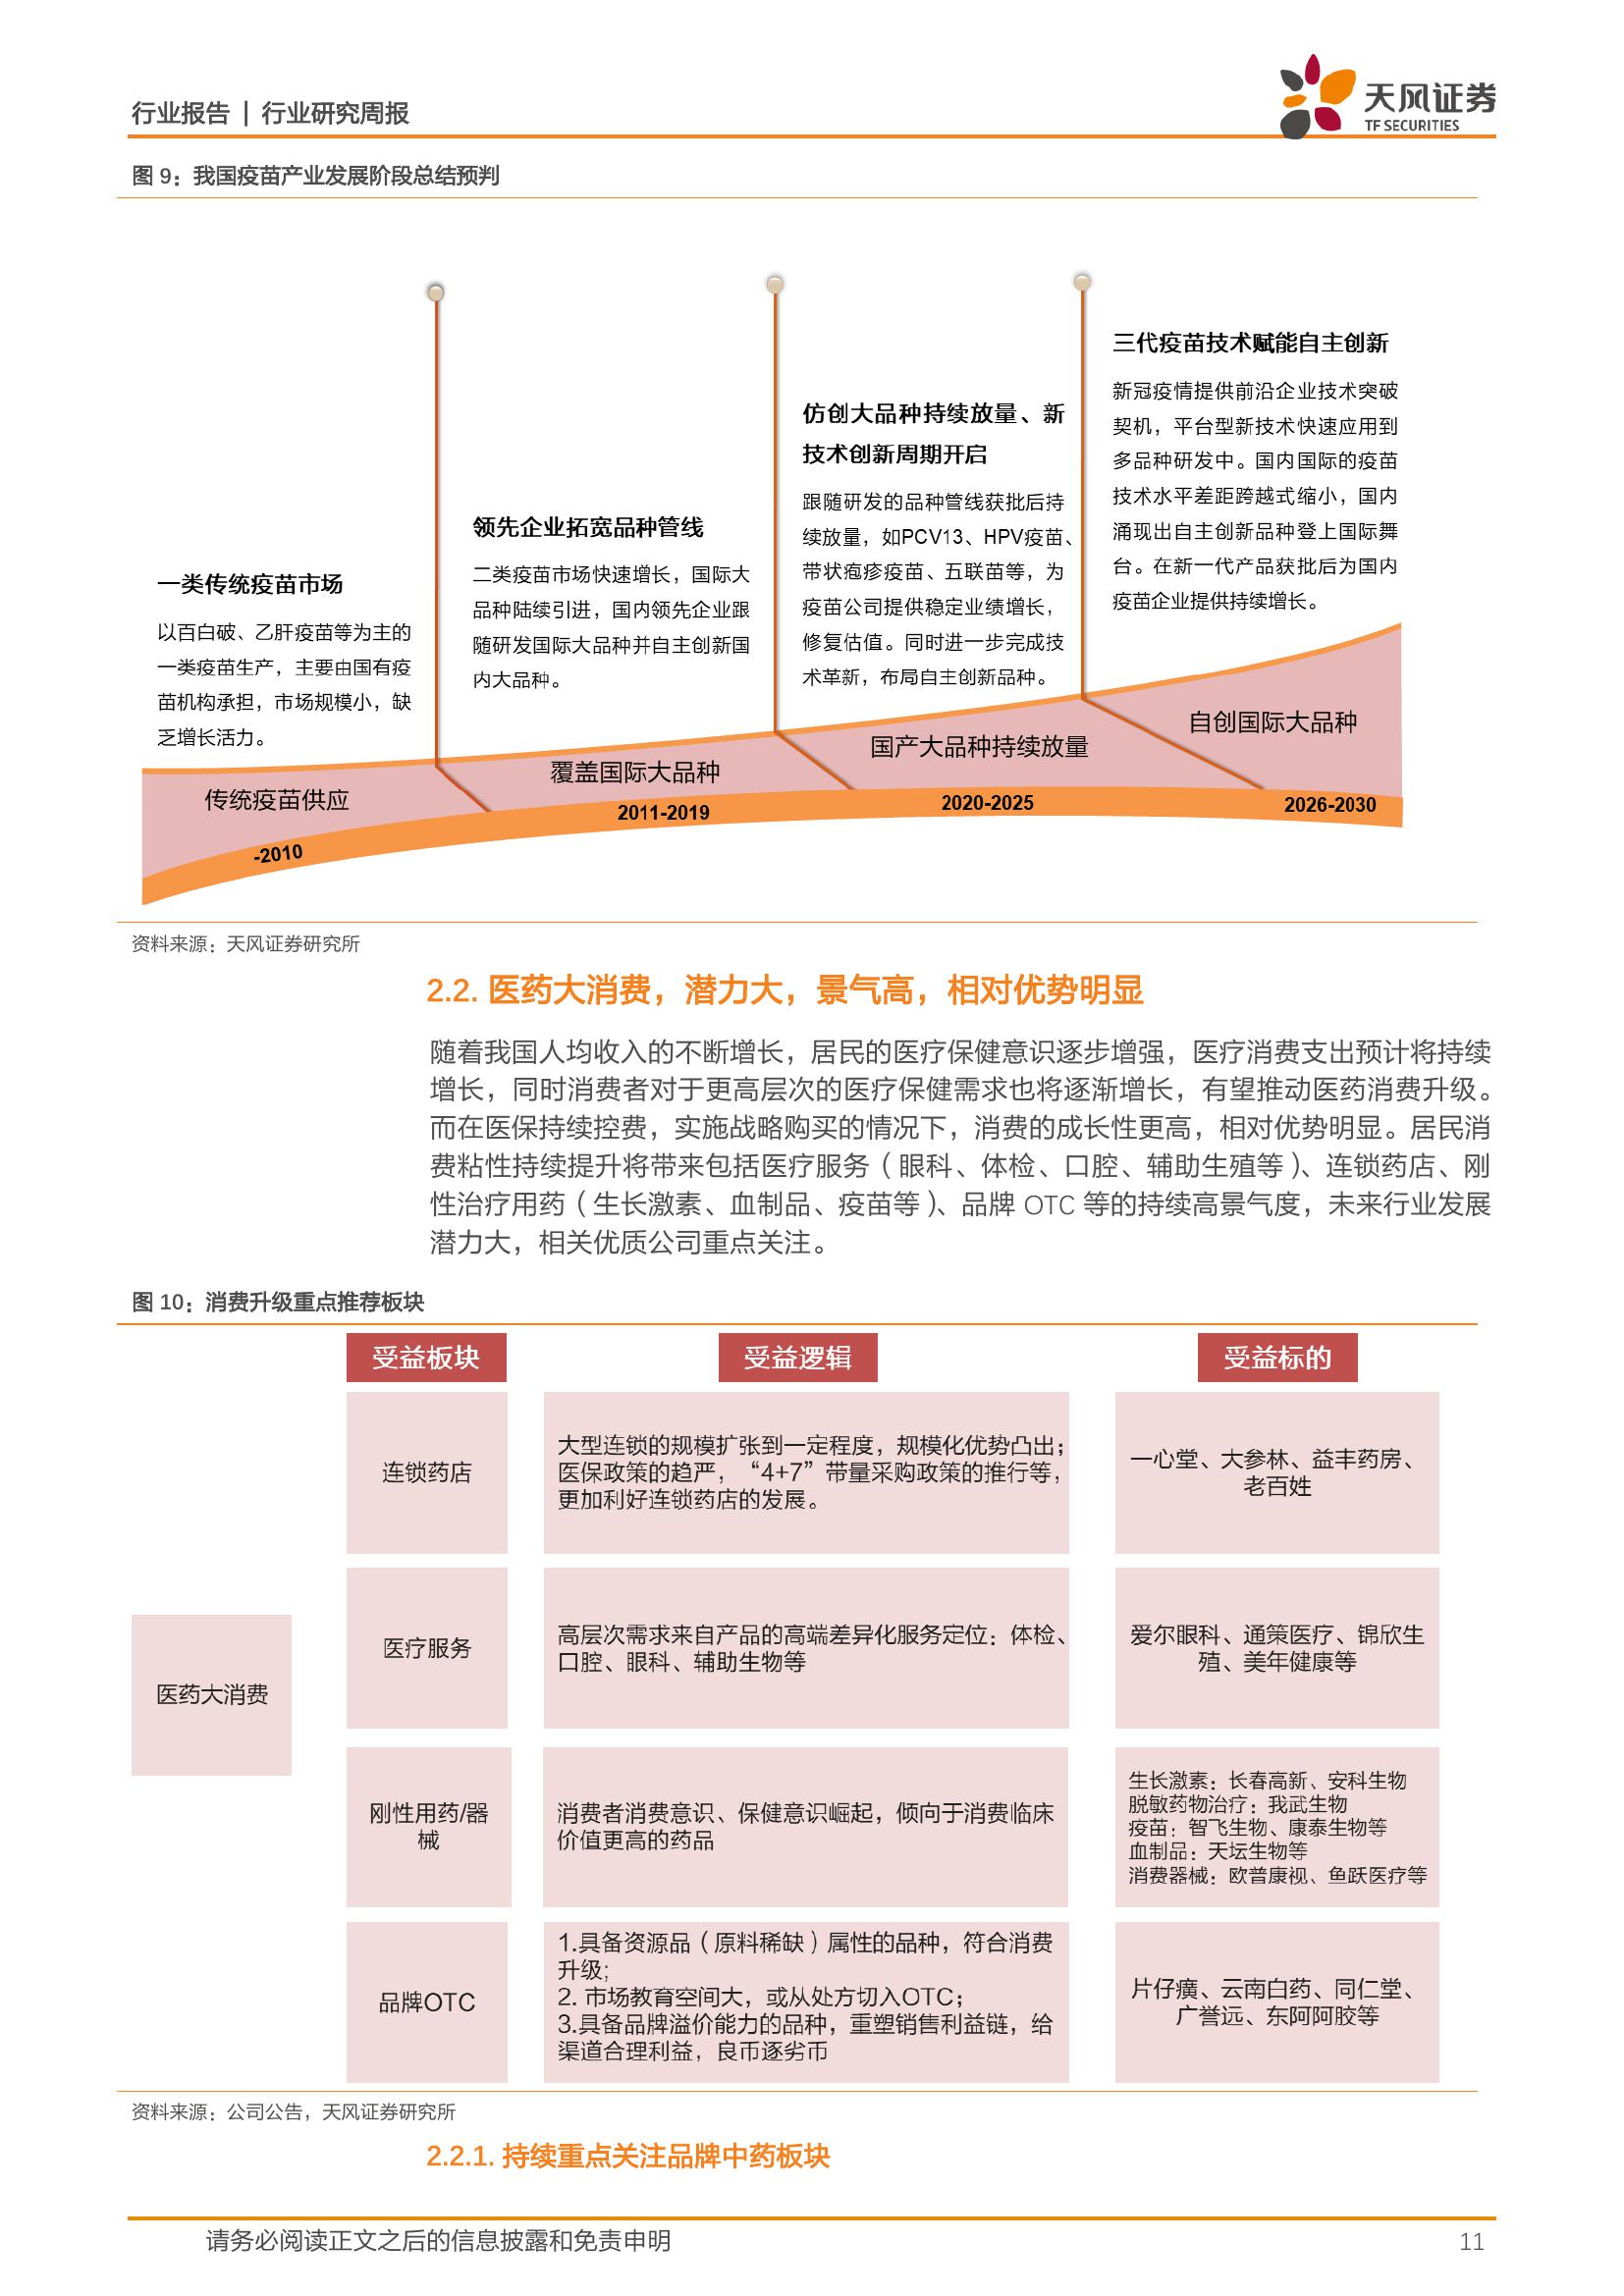 行业报告 | 行业研究周报
天风证券
TF SECURITIES
图 9：我国疫苗产业发展阶段总结预判
一类传统疫苗市场
以百白破、乙肝疫苗等为主的
一类疫苗生产，主要由国有疫
苗机构承担，市场规模小，缺
乏增长活力。
领先企业拓宽品种管线
二类疫苗市场快速增长，国际大
品种陆续引进，国内领先企业跟
随研发国际大品种并自主创新国
内大品种。
仿创大品种持续放量、新
技术创新周期开启
跟随研发的品种管线获批后持
续放量，如PCV13、HPV疫苗、
带状疱疹疫苗、五联苗等，为
疫苗公司提供稳定业绩增长，
修复估值。同时进一步完成技
术革新，布局自主创新品种。
三代疫苗技术赋能自主创新
新冠疫情提供前沿企业技术突破
契机，平台型新技术快速应用到
多品种研发中。国内国际的疫苗
技术水平差距跨越式缩小，国内
涌现出自主创新品种登上国际舞
台。在新一代产品获批后为国内
疫苗企业提供持续增长。
传统疫苗供应
覆盖国际大品种
国产大品种持续放量
自创国际大品种
-2010
2011-2019
2020-2025
2026-2030
资料来源：天风证券研究所
2.2. 医药大消费，潜力大，景气高，相对优势明显
随着我国人均收入的不断增长，居民的医疗保健意识逐步增强，医疗消费支出预计将持续
增长，同时消费者对于更高层次的医疗保健需求也将逐渐增长，有望推动医药消费升级。
而在医保持续控费，实施战略购买的情况下，消费的成长性更高，相对优势明显。居民消
费粘性持续提升将带来包括医疗服务（眼科、体检、口腔、辅助生殖等）、连锁药店、刚
性治疗用药（生长激素、血制品、疫苗等）、品牌 OTC 等的持续高景气度，未来行业发展
潜力大，相关优质公司重点关注。
图 10：消费升级重点推荐板块
受益板块
受益逻辑
受益标的
医药大消费
连锁药店
大型连锁的规模扩张到一定程度，规模化优势凸出；
医保政策的趋严，“4+7”带量采购政策的推行等，
更加利好连锁药店的发展。
一心堂、大参林、益丰药房、
老百姓
医疗服务
高层次需求来自产品的高端差异化服务定位：体检、
口腔、眼科、辅助生物等
爱尔眼科、通策医疗、锦欣生
殖、美年健康等
刚性用药/器
械
消费者消费意识、保健意识崛起，倾向于消费临床
价值更高的药品
生长激素：长春高新、安科生物
脱敏药物治疗：我武生物
疫苗：智飞生物、康泰生物等
血制品：天坛生物等
消费器械：欧普康视、鱼跃医疗等
品牌OTC
1.具备资源品（原料稀缺）属性的品种，符合消费
升级;
2. 市场教育空间大，或从处方切入OTC；
3.具备品牌溢价能力的品种，重塑销售利益链，给
渠道合理利益，良币逐劣币
片仔癀、云南白药、同仁堂、
广誉远、东阿阿胶等
资料来源：公司公告，天风证券研究所
2.2.1. 持续重点关注品牌中药板块
请务必阅读正文之后的信息披露和免责申明
11